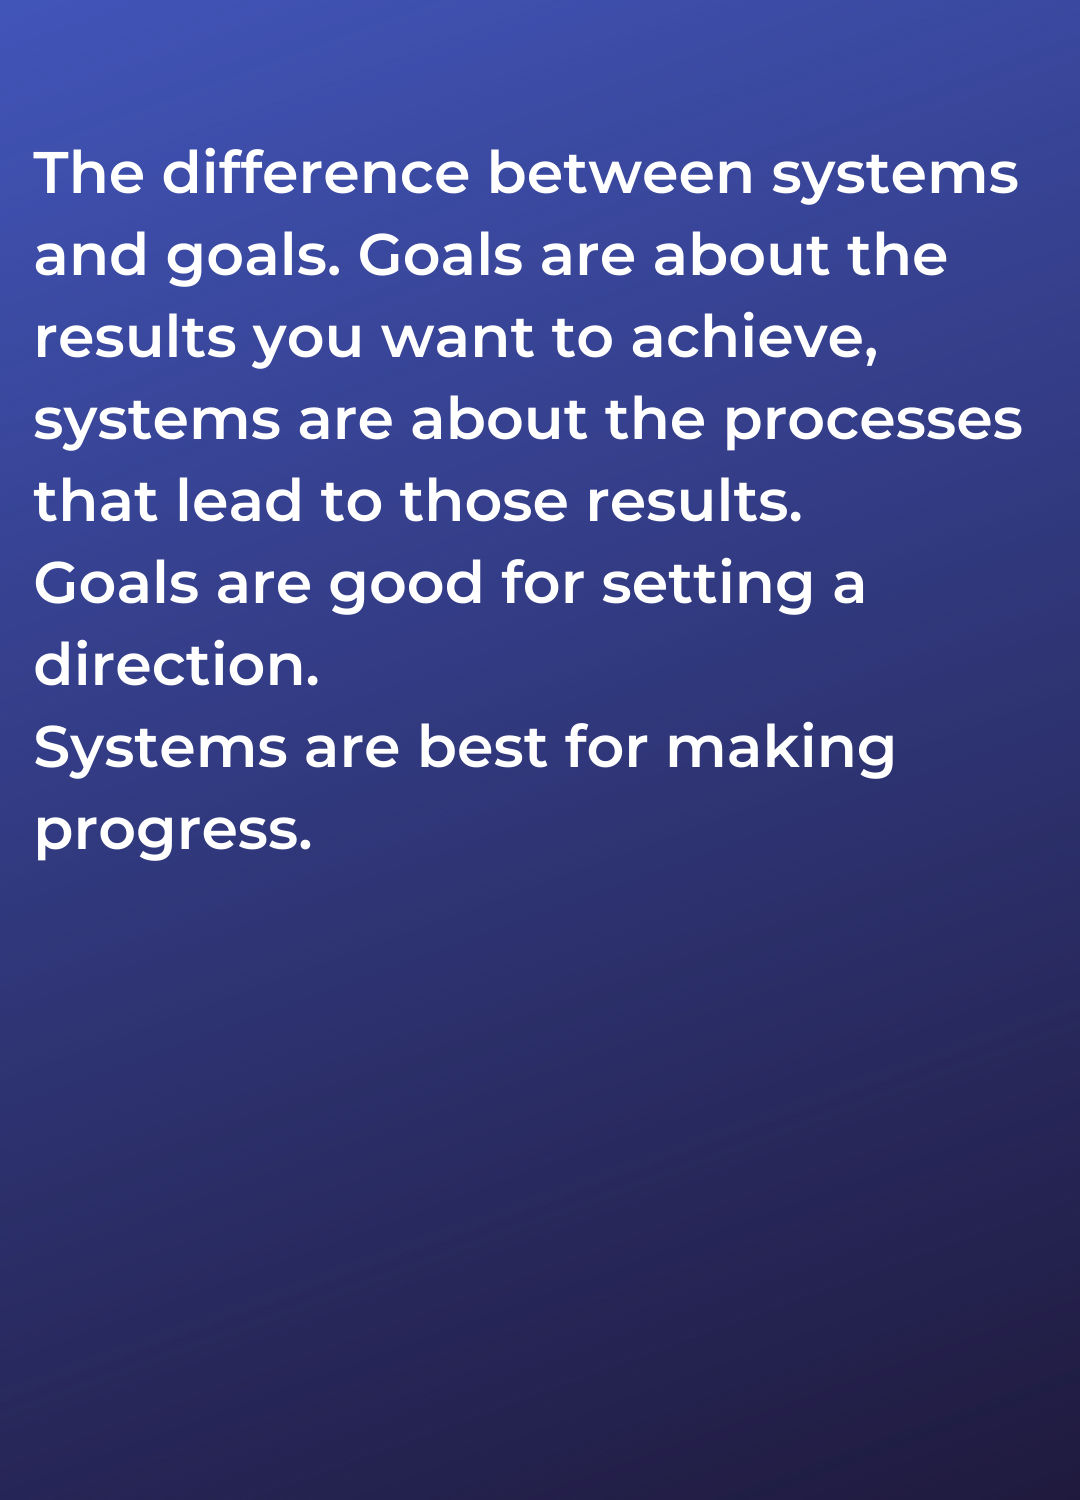 The difference between systems
and goals. Goals are about the
results you want to achieve,
systems are about the processes
that lead to those results.
Goals are good for setting a
direction.
Systems are best for making
progress.